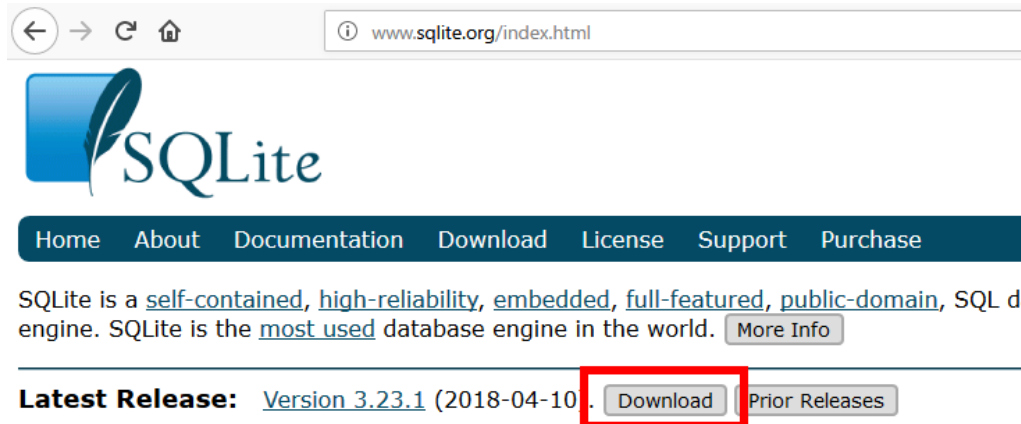 www.sqlite.org/index.html
SQLite
Home About Documentation Download License Support Purchase
SQLite is a self-contained, high-reliability, embedded, full-featured, public-domain, SQL d
engine. SQLite is the most used database engine in the world. More Info
Latest Release: Version 3.23.1 (2018-04-10). Download Prior Releases